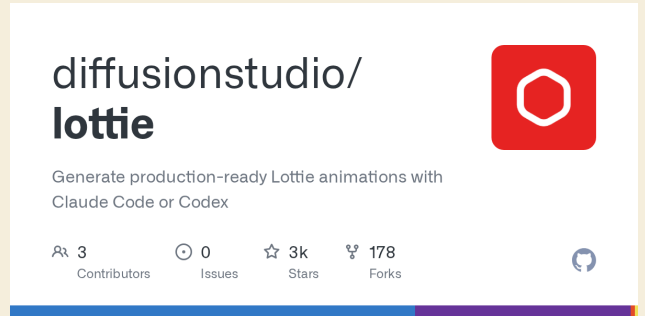 diffusionstudio/
lottie
Generate production-ready Lottie animations with
Claude Code or Codex
3
Contributors
0
Issues
3k
Stars
178
Forks